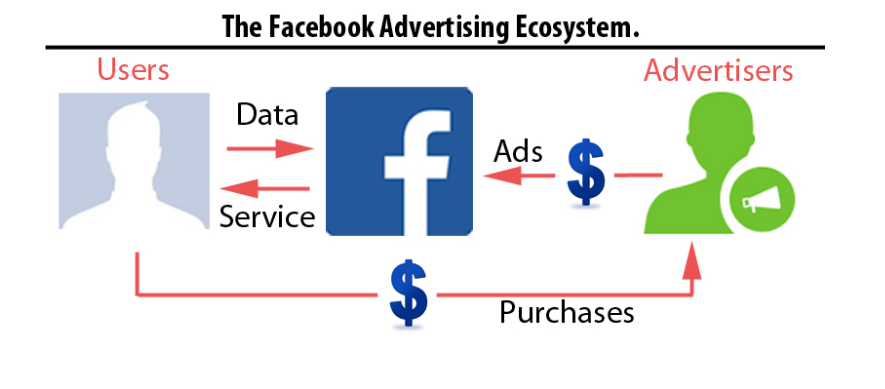 The Facebook Advertising Ecosystem.
Users
Advertisers
Data
Ads
$
Service
f
$
Purchases